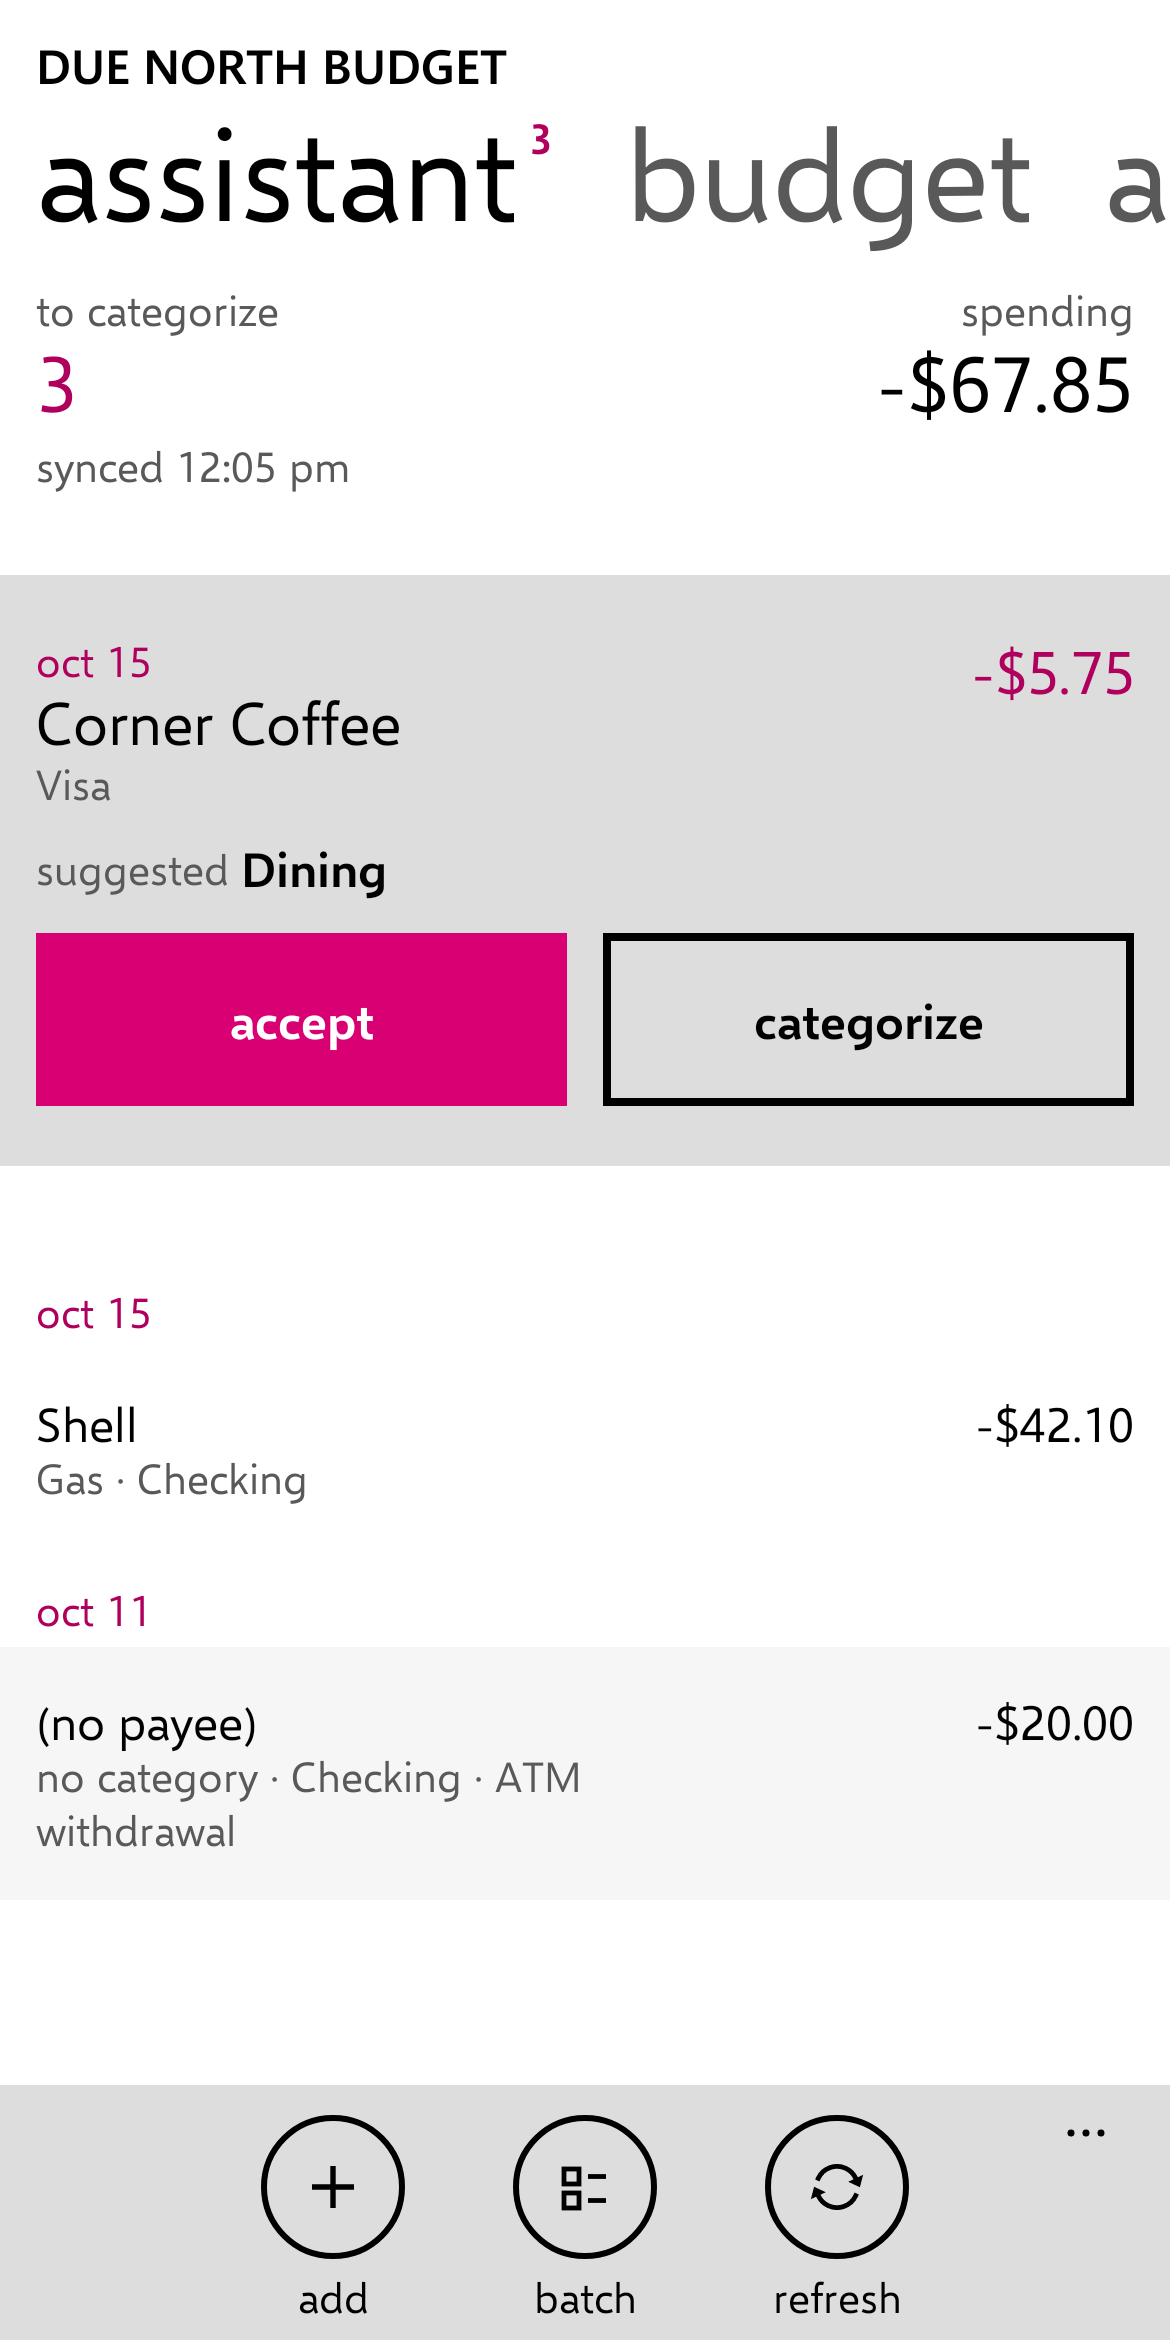 DUE NORTH BUDGET
assistant 3 budget a
to categorize
spending
3
-$67.85
synced 12:05 pm
oct 15
-$5.75
Corner Coffee
Visa
suggested Dining
accept
categorize
oct 15
Shell
-$42.10
Gas · Checking
oct 11
(no payee)
-$20.00
no category · Checking · ATM
withdrawal
...
add
batch
refresh